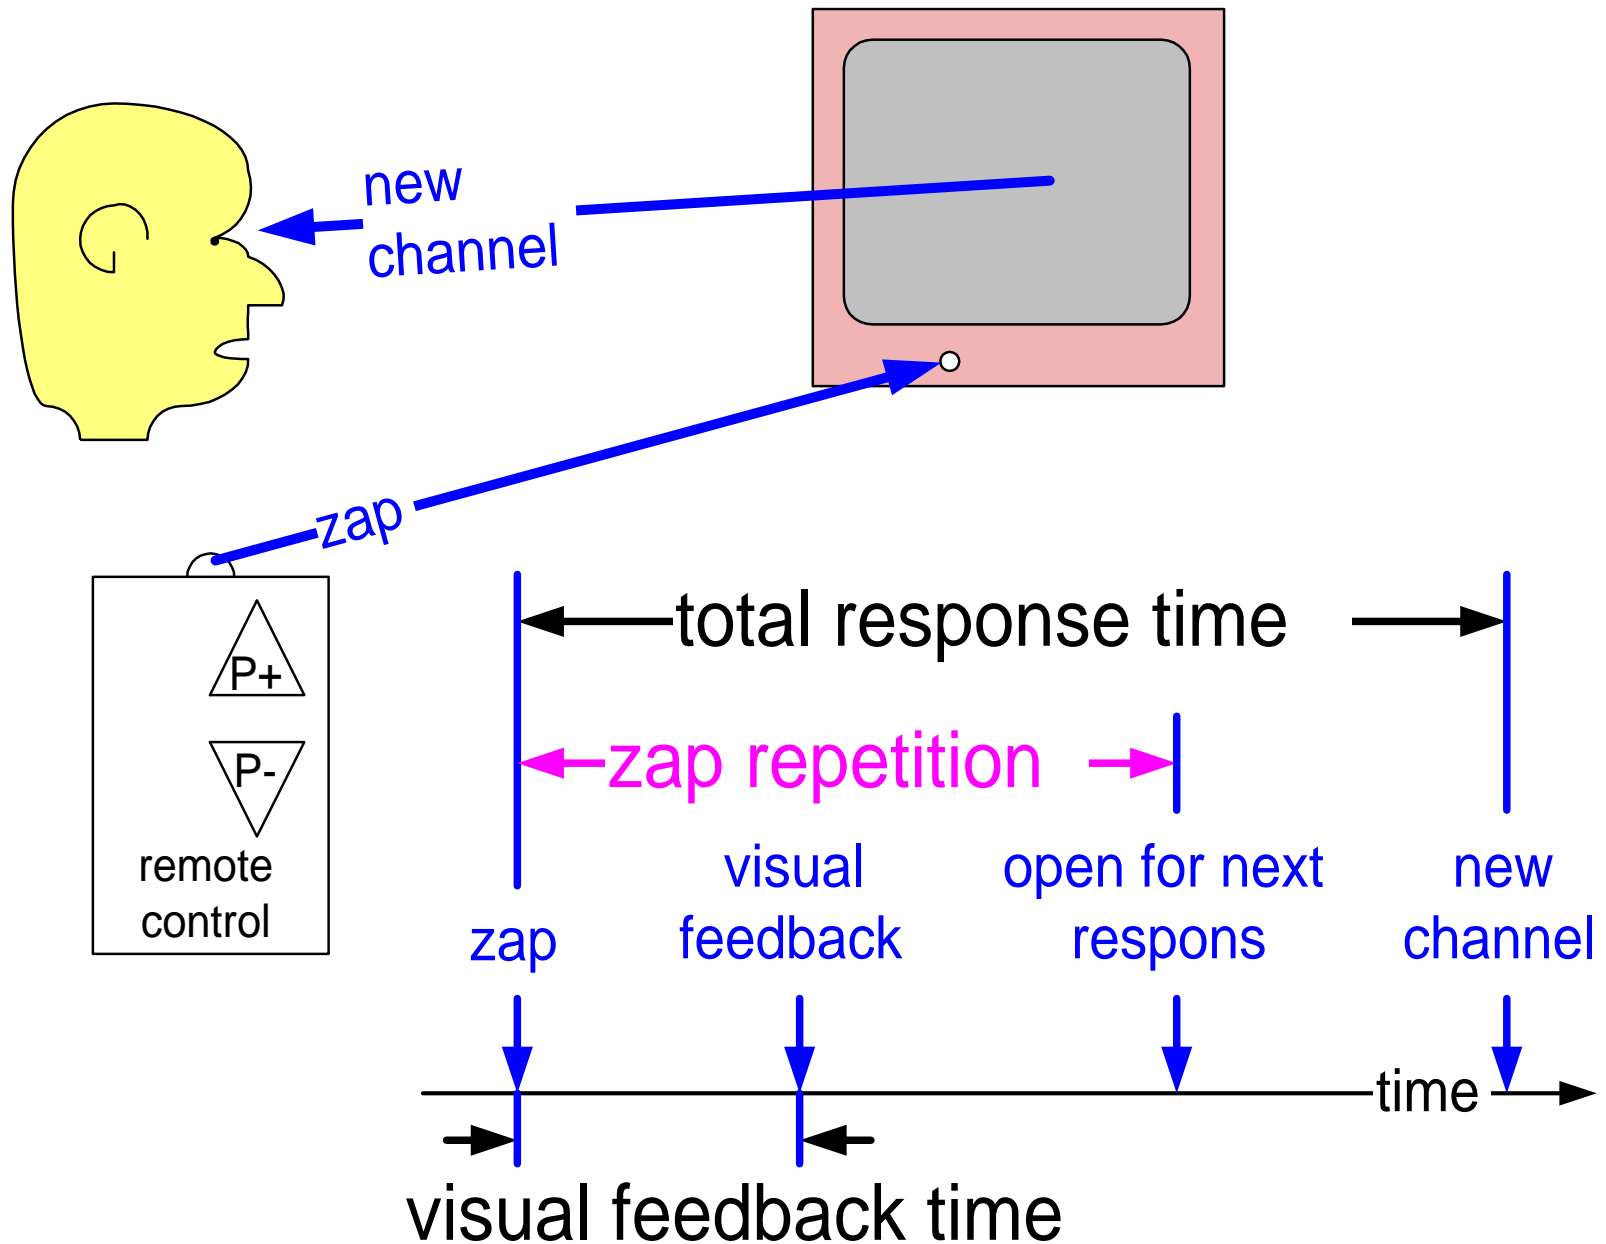 new
channel
zap
P+
P-
remote
control
total response time
zap repetition
zap
visual
feedback
open for next
respons
new
channel
time
visual feedback time